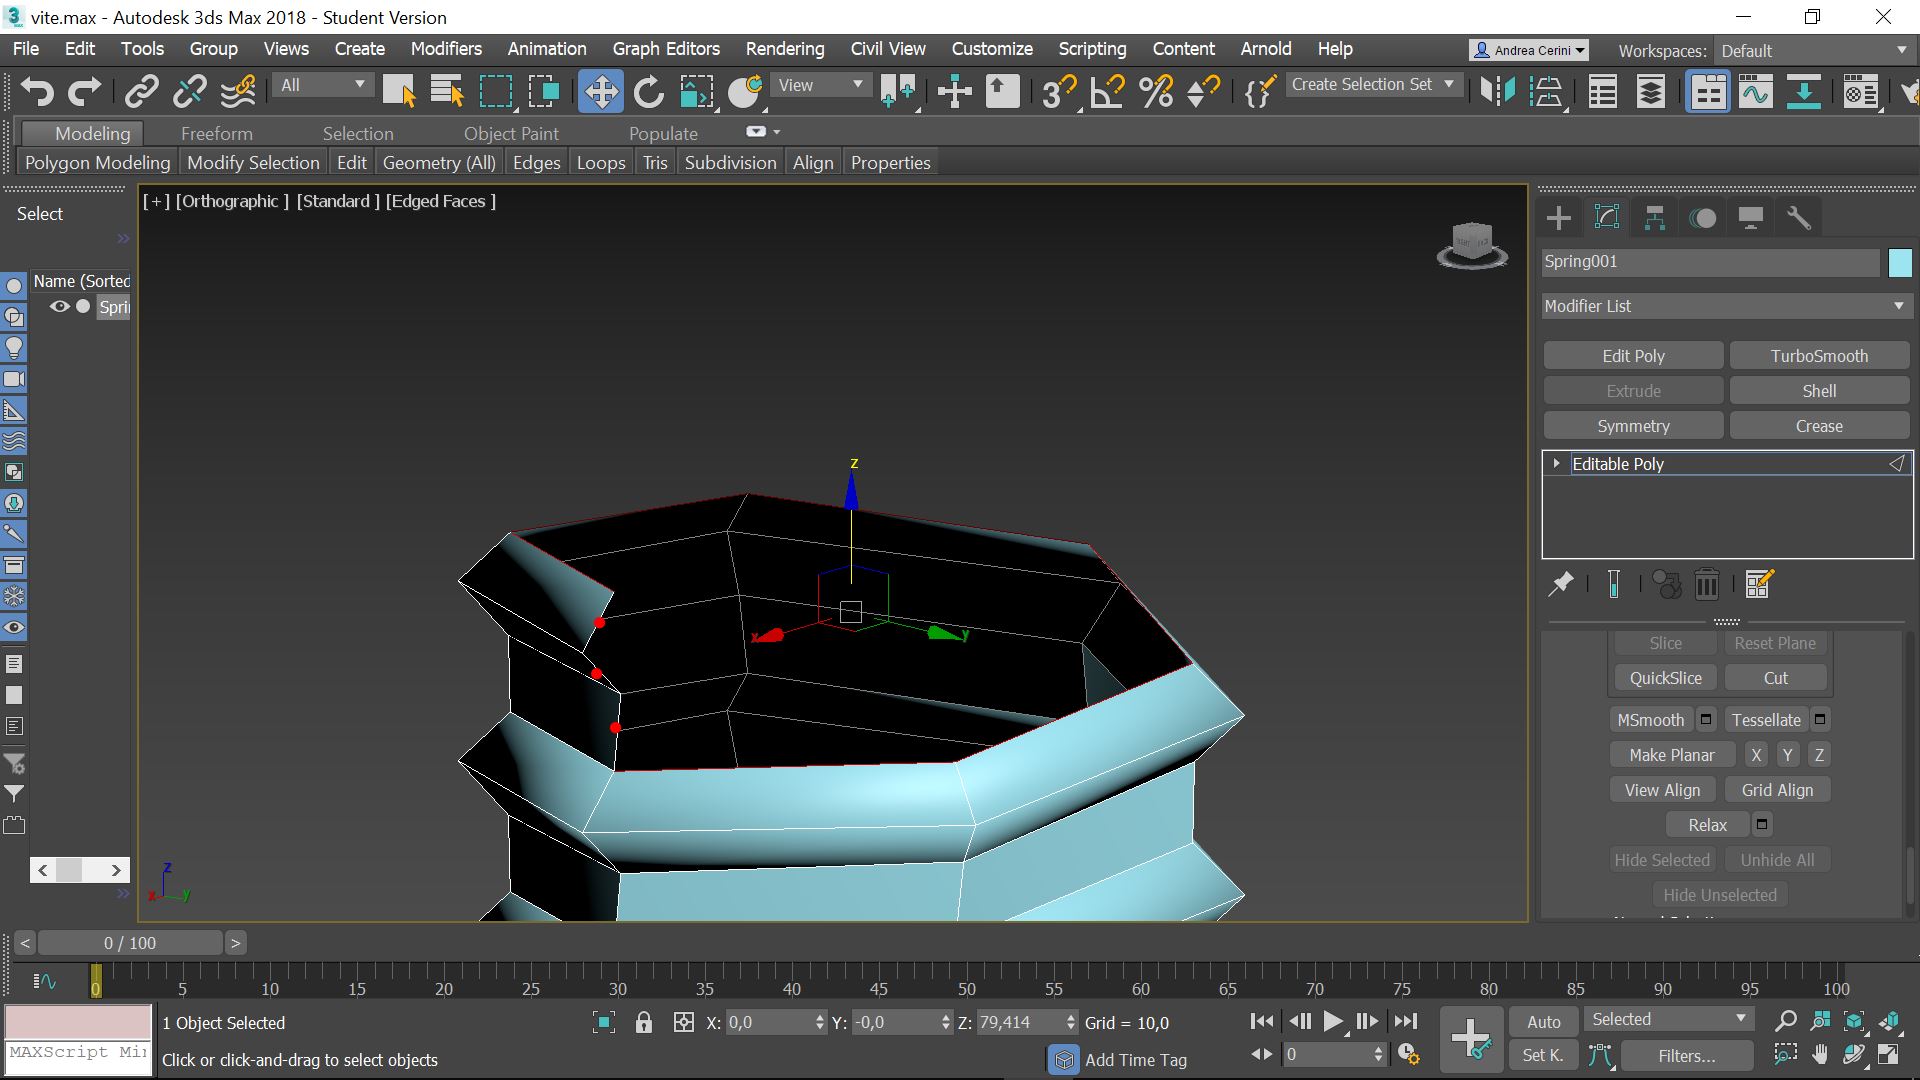 vite.max - Autodesk 3ds Max 2018 - Student Version
File Edit Tools Group Views Create Modifiers Animation Graph Editors Rendering Civil View Customize Scripting Content Arnold Help Andrea Cerini Workspaces: Default
All View 3 Create Selection Set
Modeling Freeform Selection Object Paint Populate
Polygon Modeling Modify Selection Edit Geometry (All) Edges Loops Tris Subdivision Align Properties
Select
[+] [Orthographic ] [Standard ] [Edged Faces ]
Name (Sorted
Sprin
Spring001
Modifier List
Edit Poly TurboSmooth
Extrude Shell
Symmetry Crease
Editable Poly
z
x y
Slice Reset Plane
QuickSlice Cut
MSmooth Tessellate
Make Planar X Y Z
View Align Grid Align
Relax
Hide Selected Unhide All
Hide Unselected
z
x y
< 0 / 100 >
0 5 10 15 20 25 30 35 40 45 50 55 60 65 70 75 80 85 90 95 100
1 Object Selected X: 0,0 Y: -0,0 Z: 79,414 Grid = 10,0 Auto Selected
MAXScript Mi
Click or click-and-drag to select objects Add Time Tag 0 Set K. Filters...